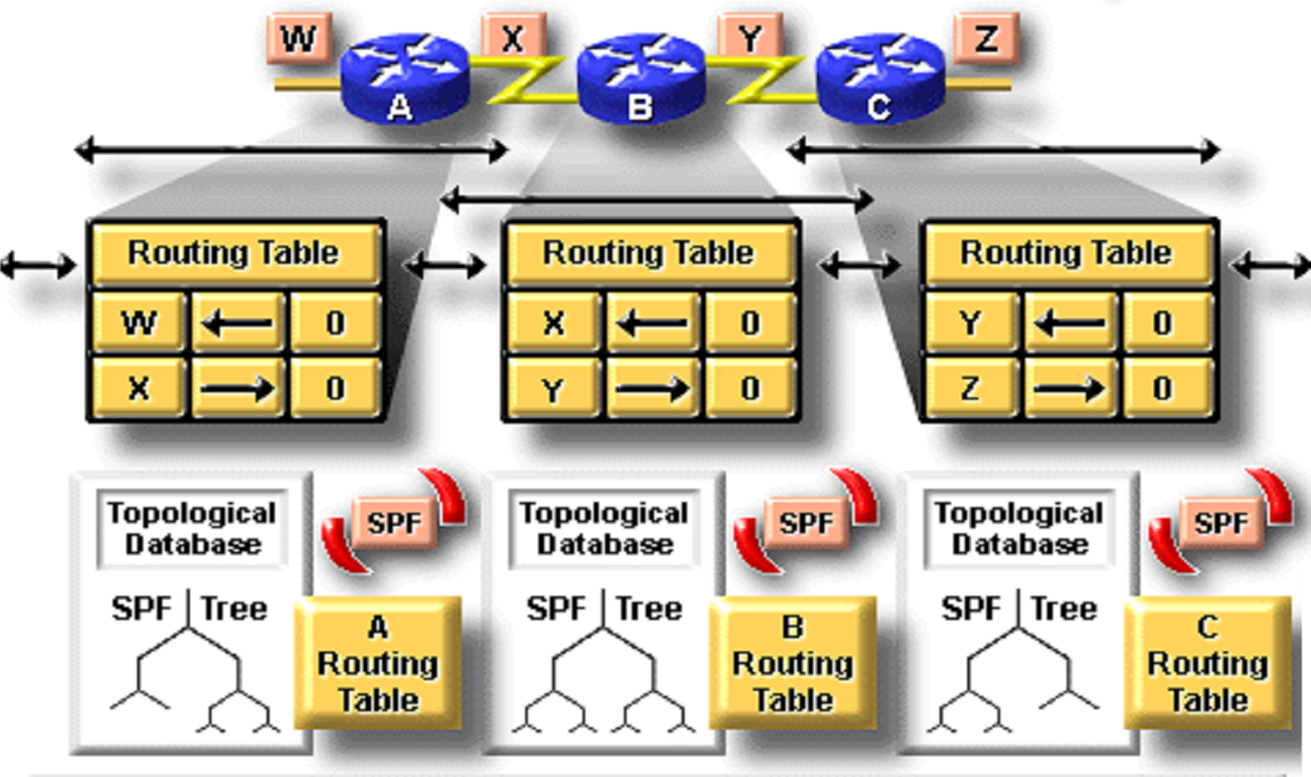 W X Y Z
A B C
Routing Table Routing Table Routing Table
W 0 X 0 Y 0
X 0 Y 0 Z 0
Topological
Database
SPF
SPF Tree
A
Routing
Table
Topological
Database
SPF
SPF Tree
B
Routing
Table
Topological
Database
SPF
SPF Tree
C
Routing
Table